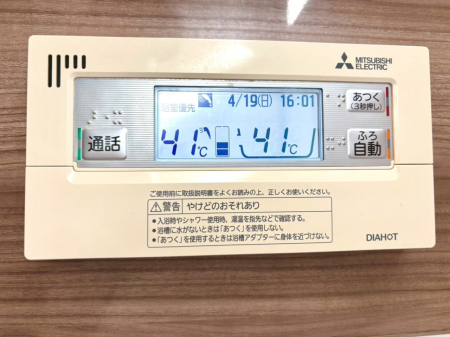 MITSUBISHI
ELECTRIC
浴室優先 4/19(日) 16:01
あつく
(3秒押し)
41℃ 41℃
通話
ふろ
自動
ご使用前に取扱説明書をよくお読みの上、正しくお使いください。
警告 やけどのおそれあり
●入浴時やシャワー使用時、湯温を指先などで確認する。
●浴槽に水がないときは「あつく」を使用しない。
●「あつく」を使用するときは浴槽アダプターに身体を近づけない。
DIAHOT